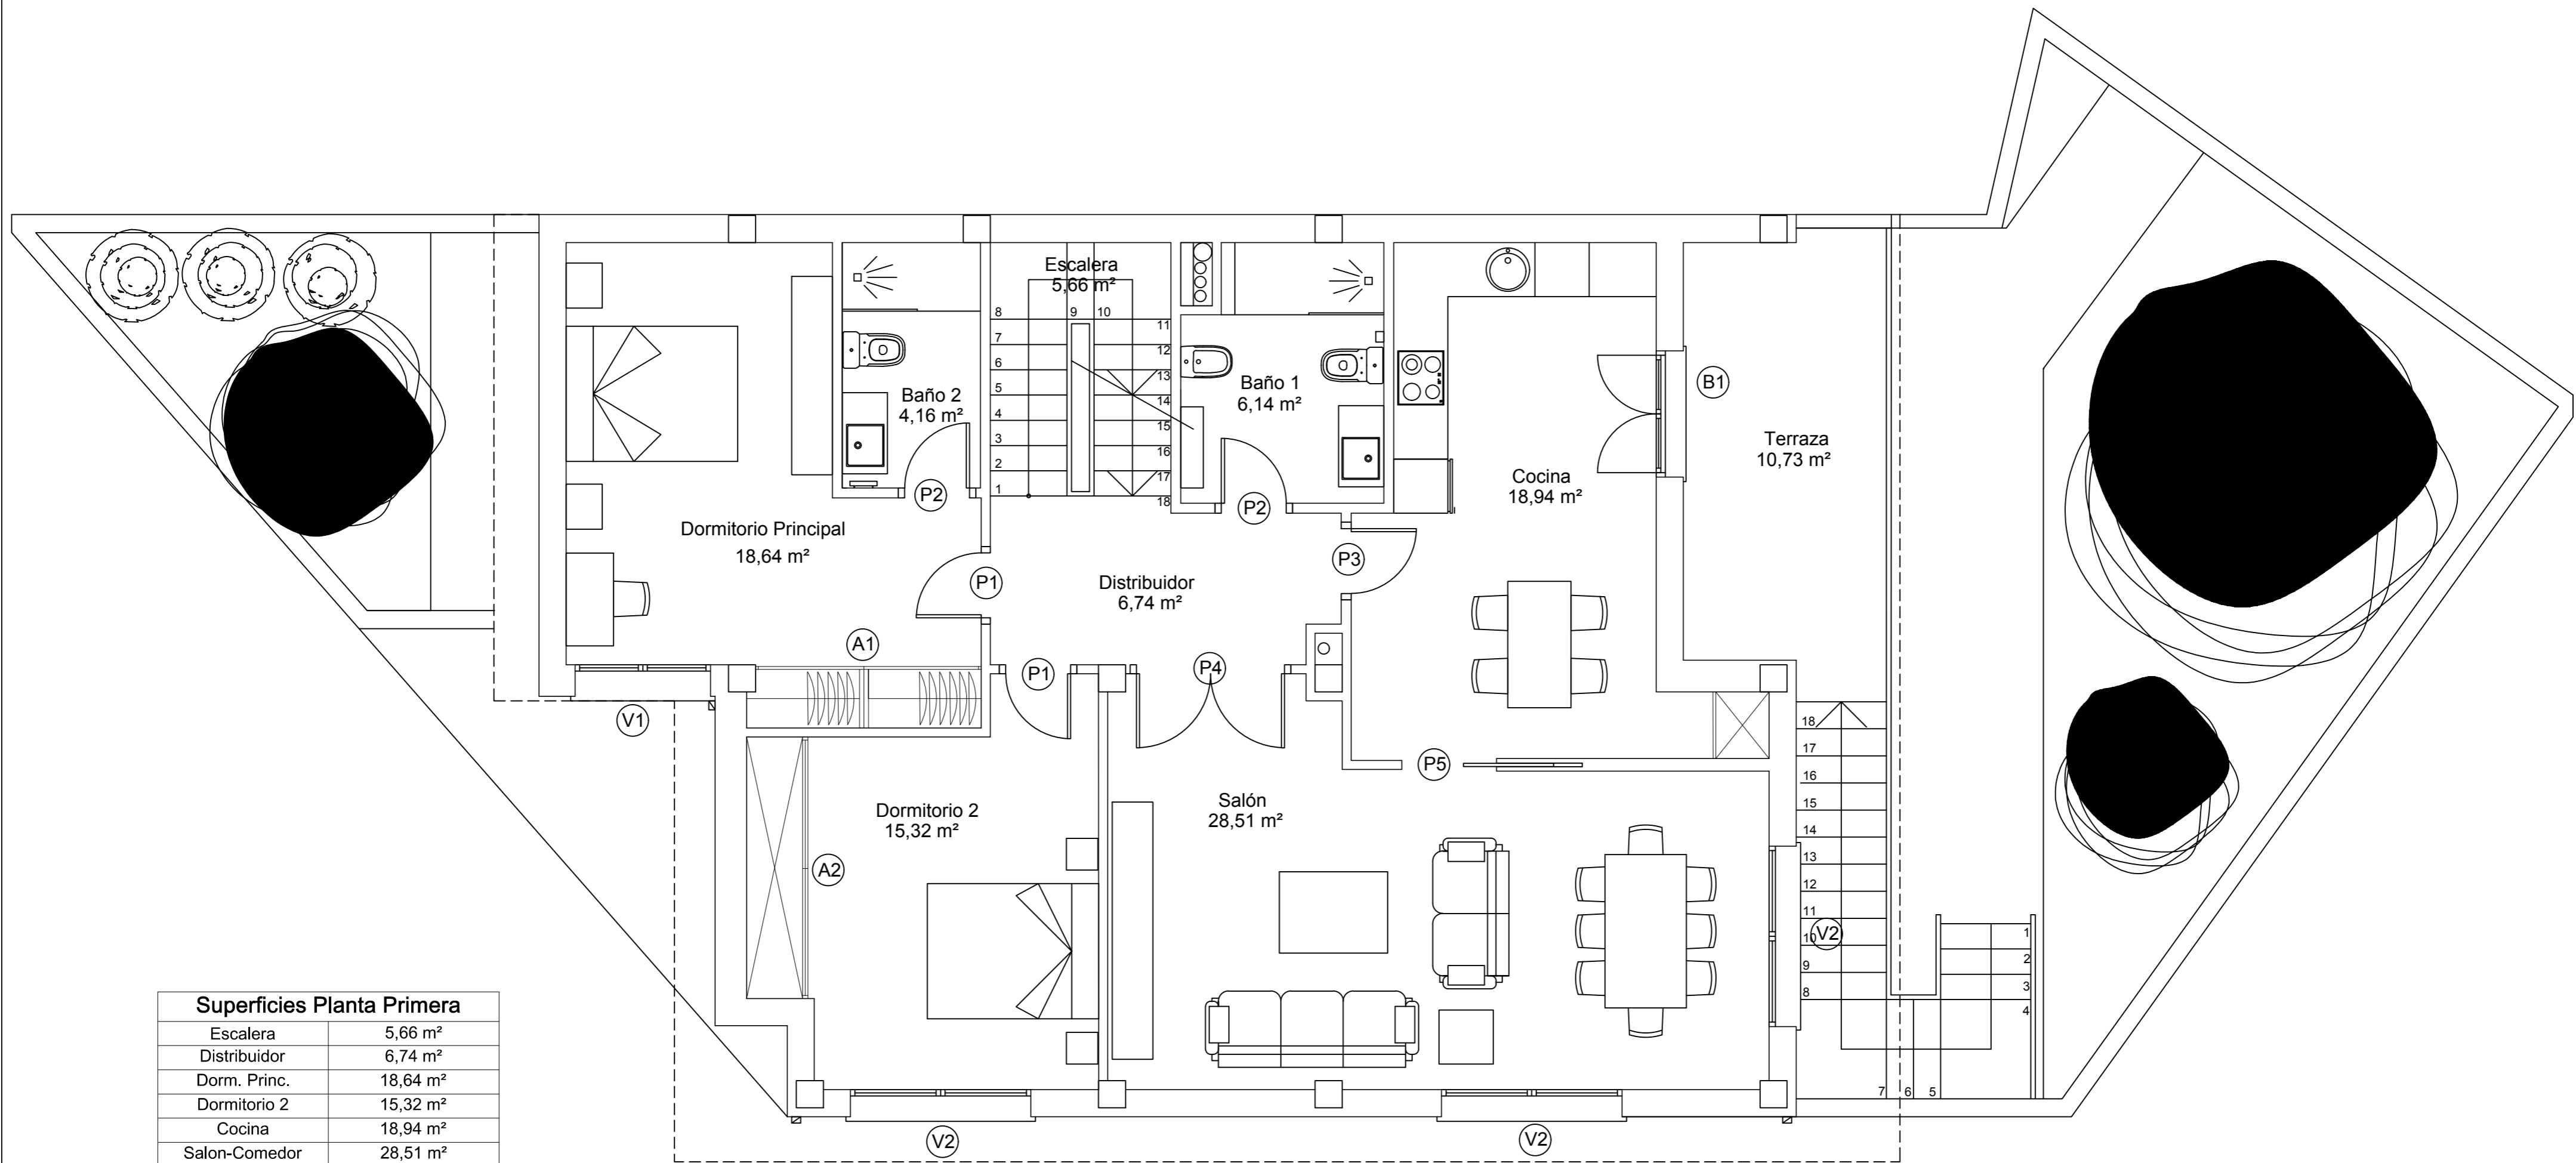 Escalera
5,66 m²
8 9 10
7
6
5
4
3
2
1
11
12
13
14
15
16
17
18
Baño 2
4,16 m²
Baño 1
6,14 m²
B1
Terraza
10,73 m²
Cocina
18,94 m²
P2
P2
Dormitorio Principal
18,64 m²
P3
P1
Distribuidor
6,74 m²
A1
P1
P4
V1
P5
18
17
16
15
14
13
12
11
10
9
8
V2
1
2
3
4
7 6 5
Dormitorio 2
15,32 m²
Salón
28,51 m²
A2
V2
V2
Superficies Planta Primera
Escalera 5,66 m²
Distribuidor 6,74 m²
Dorm. Princ. 18,64 m²
Dormitorio 2 15,32 m²
Cocina 18,94 m²
Salon-Comedor 28,51 m²